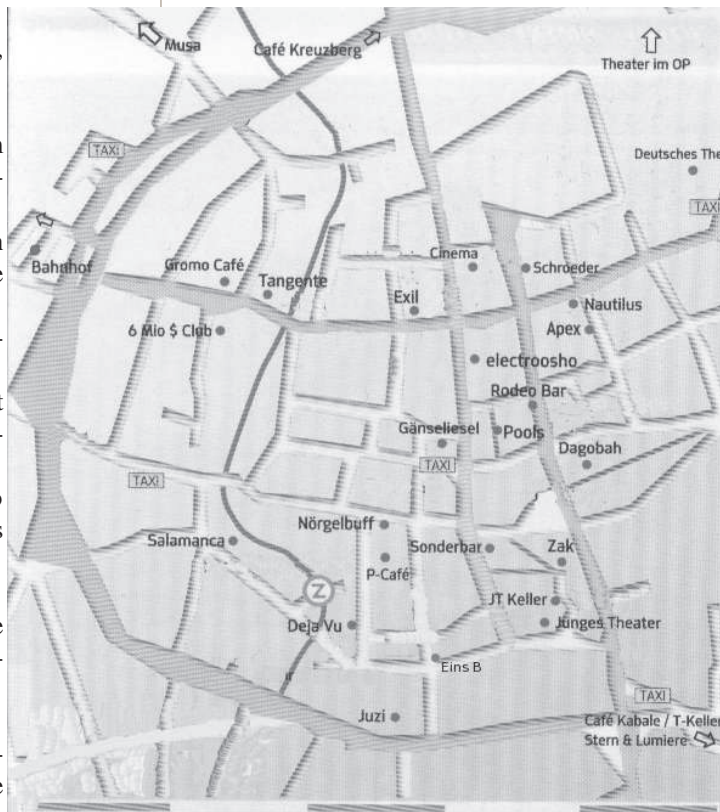 Musa
Café Kreuzberg
Theater im OP
TAXI
Deutsches The
TAXI
Bahnhof
Gromo Café
Tangente
Cinema
Schroeder
Exil
Nautilus
6 Mio $ Club
Apex
electroosho
Rodeo Bar
Gänseliesel
Pools
Dagobah
TAXI
TAXI
Nörgelbuff
Salamanca
Sonderbar
Zak
P-Café
Z
JT Keller
Deja Vu
Junges Theater
Eins B
TAXI
Juzi
Café Kabale / T-Keller
Stern & Lumiere